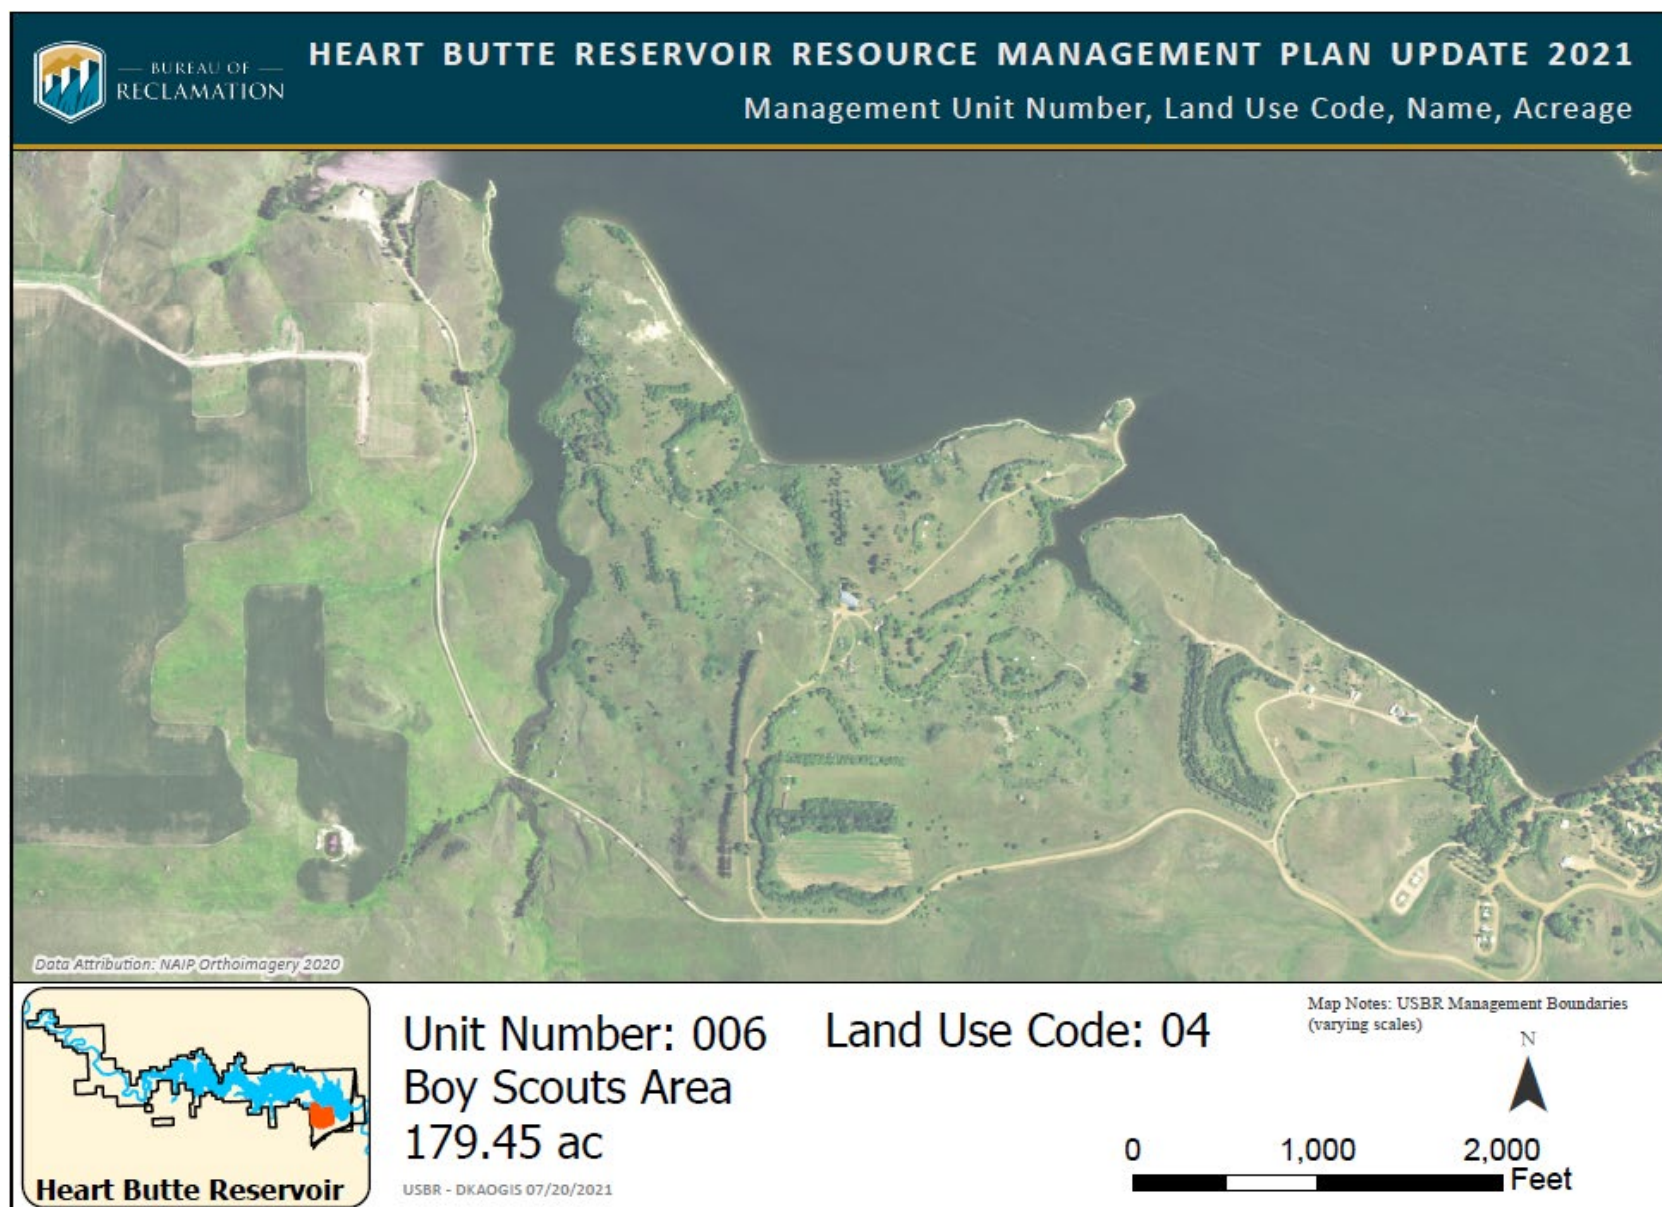 BUREAU OF
RECLAMATION
HEART BUTTE RESERVOIR RESOURCE MANAGEMENT PLAN UPDATE 2021
Management Unit Number, Land Use Code, Name, Acreage
Data Attribution: NAIP Orthoimagery 2020
Heart Butte Reservoir
Unit Number: 006
Land Use Code: 04
Boy Scouts Area
179.45 ac
USBR - DKAOGIS 07/20/2021
Map Notes: USBR Management Boundaries
(varying scales)
N
0 1,000 2,000
Feet